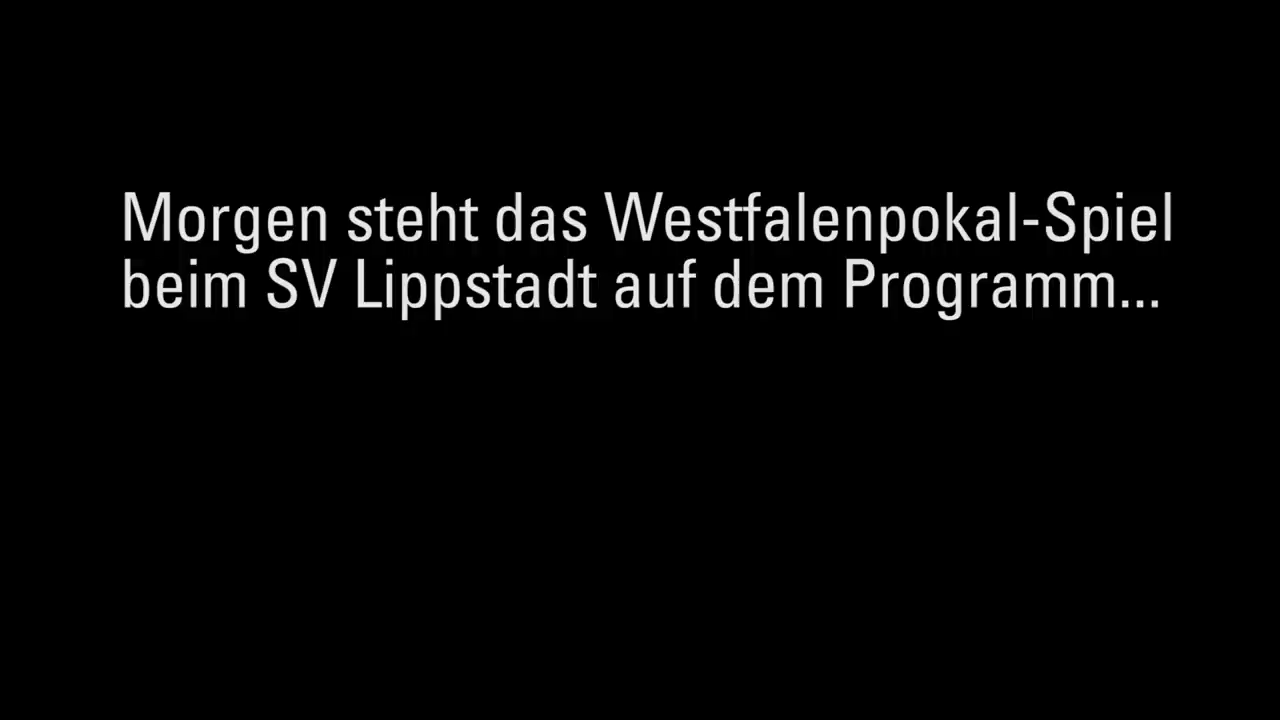 Morgen steht das Westfalenpokal-Spiel
beim SV Lippstadt auf dem Programm...